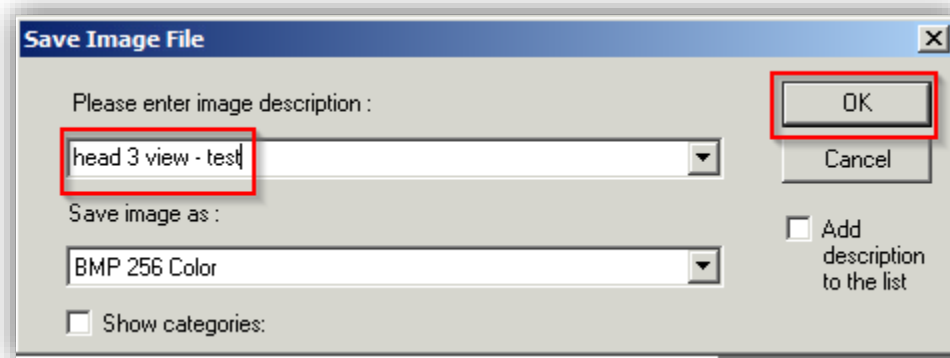 Save Image File
Please enter image description :
OK
head 3 view - test
Cancel
Save image as :
Add
description
to the list
BMP 256 Color
Show categories: